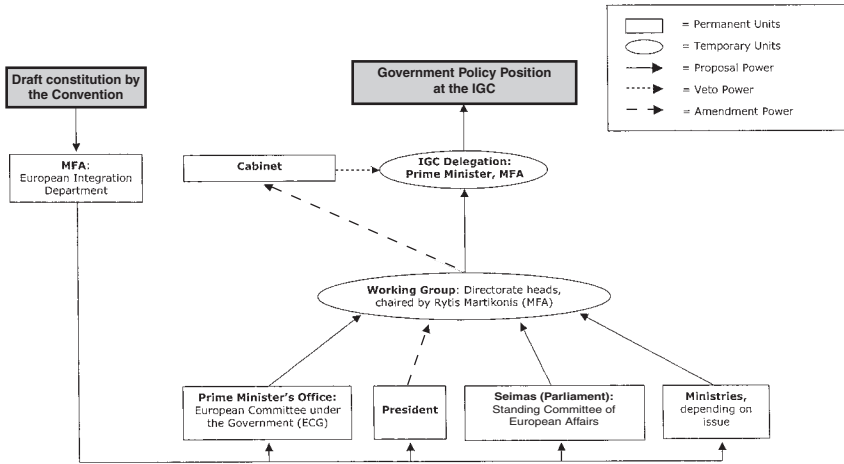 = Permanent Units
= Temporary Units
= Proposal Power
= Veto Power
= Amendment Power
Draft constitution by
the Convention
Government Policy Position
at the IGC
MFA:
European Integration
Department
Cabinet
IGC Delegation:
Prime Minister, MFA
Working Group: Directorate heads,
chaired by Rytis Martikonis (MFA)
Prime Minister's Office:
European Committee under
the Government (ECG)
President
Seimas (Parliament):
Standing Committee of
European Affairs
Ministries,
depending on
issue